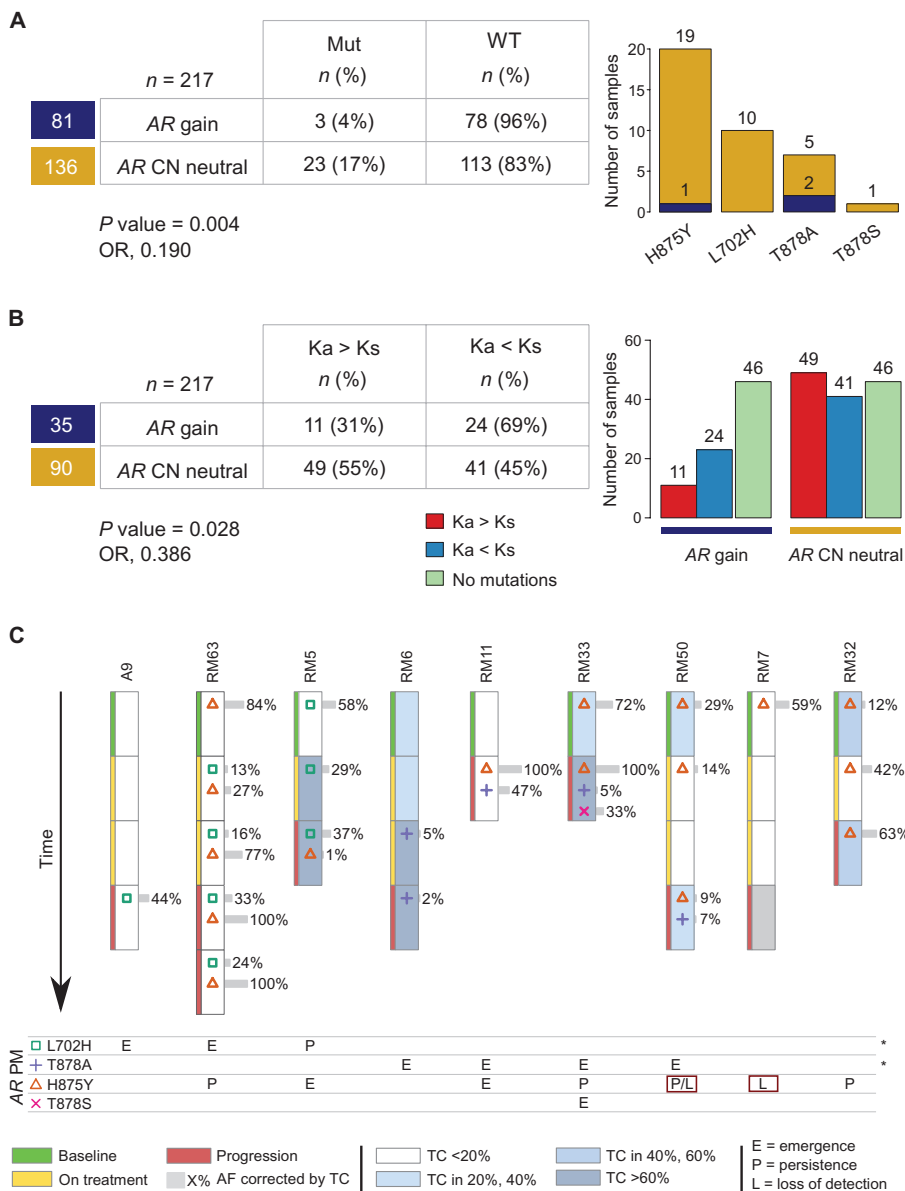 A
Mut
WT
n = 217
n (%)
n (%)
81
AR gain
3 (4%)
78 (96%)
136
AR CN neutral
23 (17%)
113 (83%)
P value = 0.004
OR, 0.190
Number of samples
20
15
10
5
0
19
1
10
5
2
1
H875Y
L702H
T878A
T878S
B
Ka > Ks
Ka < Ks
n = 217
n (%)
n (%)
35
AR gain
11 (31%)
24 (69%)
90
AR CN neutral
49 (55%)
41 (45%)
P value = 0.028
OR, 0.386
Ka > Ks
Ka < Ks
No mutations
Number of samples
60
40
20
0
11
24
46
49
41
46
AR gain
AR CN neutral
C
Time
A9
RM63
RM5
RM6
RM11
RM33
RM50
RM7
RM32
84%
58%
72%
29%
59%
12%
13%
27%
29%
100%
47%
100%
5%
33%
14%
42%
16%
77%
37%
1%
5%
63%
44%
33%
100%
2%
9%
7%
24%
100%
AR PM
L702H E E P *
T878A E E E E *
H875Y P E E P P/L L P
T878S E
Baseline
On treatment
Progression
X% AF corrected by TC
TC <20%
TC in 20%, 40%
TC in 40%, 60%
TC >60%
E = emergence
P = persistence
L = loss of detection